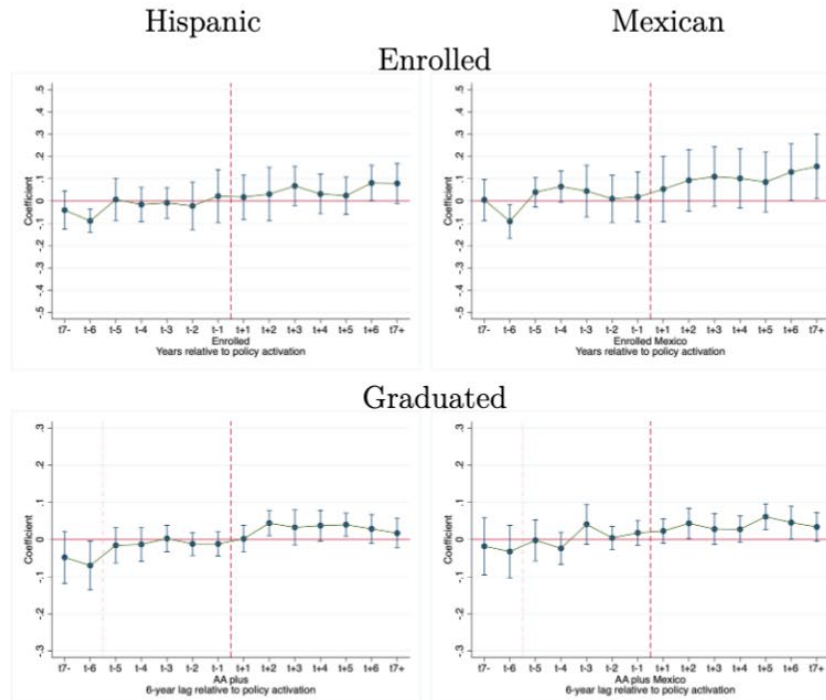 Hispanic Mexican
Enrolled
Coefficient
.5
.4
.3
.2
.1
0
-.1
-.2
-.3
-.4
-.5
t7- t-6 t-5 t-4 t-3 t-2 t-1 t+1 t+2 t+3 t+4 t+5 t+6 t7+
Enrolled
Years relative to policy activation
Coefficient
.5
.4
.3
.2
.1
0
-.1
-.2
-.3
-.4
-.5
t7- t-6 t-5 t-4 t-3 t-2 t-1 t+1 t+2 t+3 t+4 t+5 t+6 t7+
Enrolled Mexico
Years relative to policy activation
Graduated
Coefficient
.3
.2
.1
0
-.1
-.2
-.3
t7- t-6 t-5 t-4 t-3 t-2 t-1 t+1 t+2 t+3 t+4 t+5 t+6 t7+
AA plus
6-year lag relative to policy activation
Coefficient
.3
.2
.1
0
-.1
-.2
-.3
t7- t-6 t-5 t-4 t-3 t-2 t-1 t+1 t+2 t+3 t+4 t+5 t+6 t7+
AA plus Mexico
6-year lag relative to policy activation